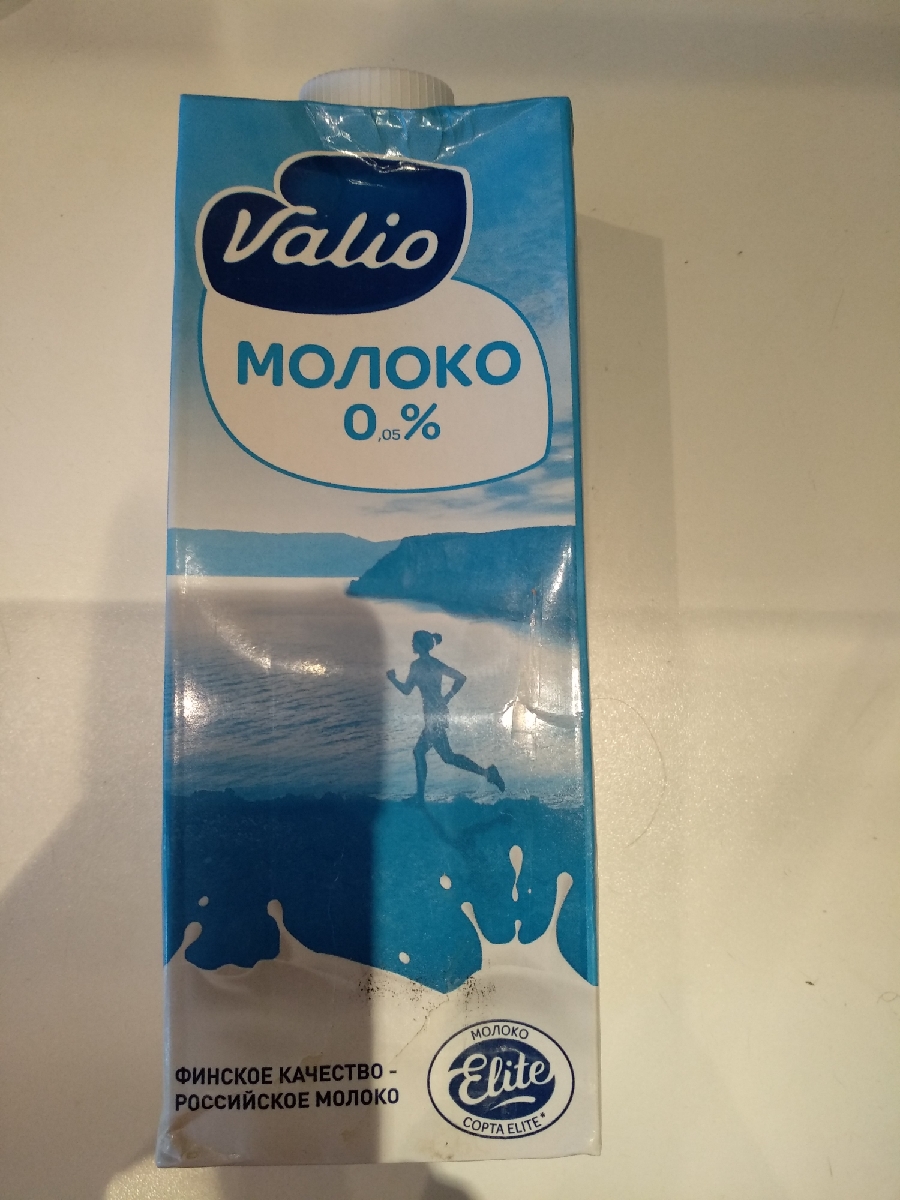 Valio
МОЛОКО
0,05%
ФИНСКОЕ КАЧЕСТВО -
РОССИЙСКОЕ МОЛОКО
МОЛОКО
Elite
СОРТА ELITE*